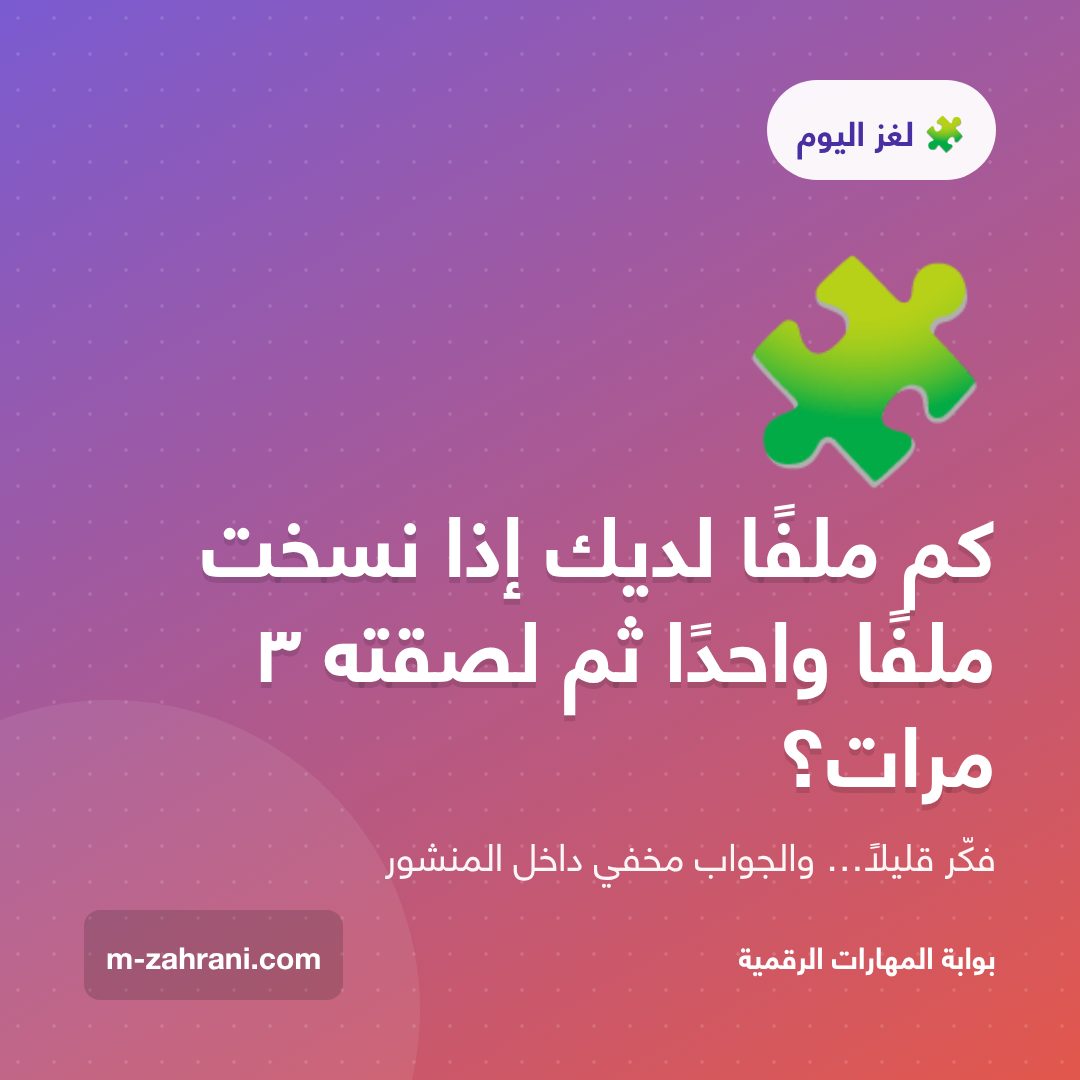 🧩 لغز اليوم
كم ملفًا لديك إذا نسخت
ملفًا واحدًا ثم لصقته ٣
مرات؟
فكّر قليلاً... والجواب مخفي داخل المنشور
بوابة المهارات الرقمية
m-zahrani.com